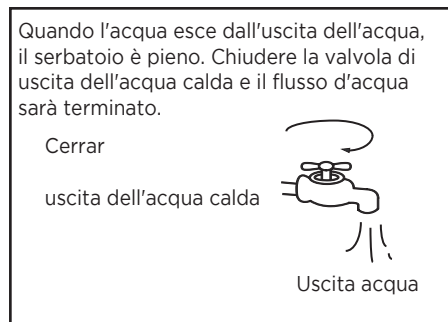 Quando l'acqua esce dall'uscita dell'acqua,
il serbatoio è pieno. Chiudere la valvola di
uscita dell'acqua calda e il flusso d'acqua
sarà terminato.
Cerrar
uscita dell'acqua calda
Uscita acqua